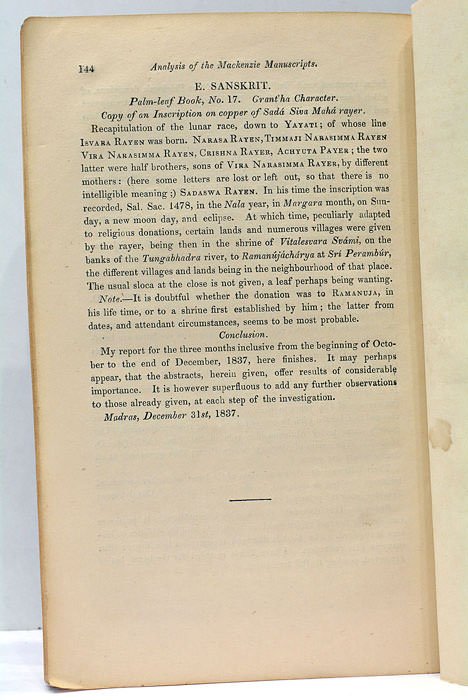 144 Analysis of the Mackenzie Manuscripts.
E. SANSKRIT.
Palm-leaf Book, No. 17. Grant'ha Character.
Copy of an Inscription on copper of Sadá Siva Mahá rayer.
Recapitulation of the lunar race, down to YAYATI; of whose line
ISVARA RAYEN was born. NARASA RAYEN, TIMMAJI NARASIMMA RAYEN
VIRA NARASIMMA RAYEN, CRISHNA RAYER, ACHYUTA PAYER; the two
latter were half brothers, sons of VIRA NARASIMMA RAYER, by different
mothers: (here some letters are lost or left out, so that there is no
intelligible meaning;) SADASWA RAYEN. In his time the inscription was
recorded, Sal. Sac. 1478, in the Nala year, in Margara month, on Sun-
day, a new moon day, and eclipse. At which time, peculiarly adapted
to religious donations, certain lands and numerous villages were given
by the rayer, being then in the shrine of Vitalesvara Svámi, on the
banks of the Tungabhadra river, to Ramanújáchárya at Srí Perambúr,
the different villages and lands being in the neighbourhood of that place.
The usual sloca at the close is not given, a leaf perhaps being wanting.
Note.—It is doubtful whether the donation was to RAMANUJA, in
his life time, or to a shrine first established by him; the latter from
dates, and attendant circumstances, seems to be most probable.
Conclusion.
My report for the three months inclusive from the beginning of Octo-
ber to the end of December, 1837, here finishes. It may perhaps
appear, that the abstracts, herein given, offer results of considerable
importance. It is however superfluous to add any further observations
to those already given, at each step of the investigation.
Madras, December 31st, 1837.